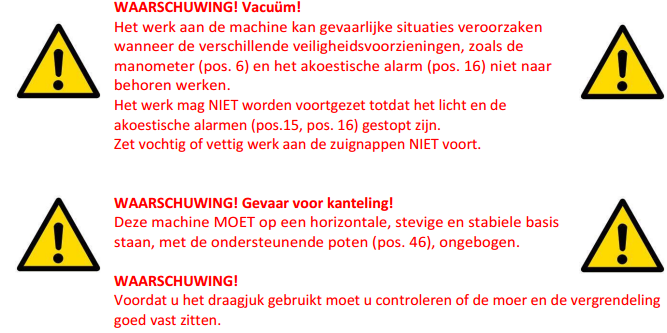 WAARSCHUWING! Vacuüm!
Het werk aan de machine kan gevaarlijke situaties veroorzaken
wanneer de verschillende veiligheidsvoorzieningen, zoals de
manometer (pos. 6) en het akoestische alarm (pos. 16) niet naar
behoren werken.
Het werk mag NIET worden voortgezet totdat het licht en de
akoestische alarmen (pos.15, pos. 16) gestopt zijn.
Zet vochtig of vettig werk aan de zuignappen NIET voort.
WAARSCHUWING! Gevaar voor kanteling!
Deze machine MOET op een horizontale, stevige en stabiele basis
staan, met de ondersteunende poten (pos. 46), ongebogen.
WAARSCHUWING!
Voordat u het draagjuk gebruikt moet u controleren of de moer en de vergrendeling
goed vast zitten.